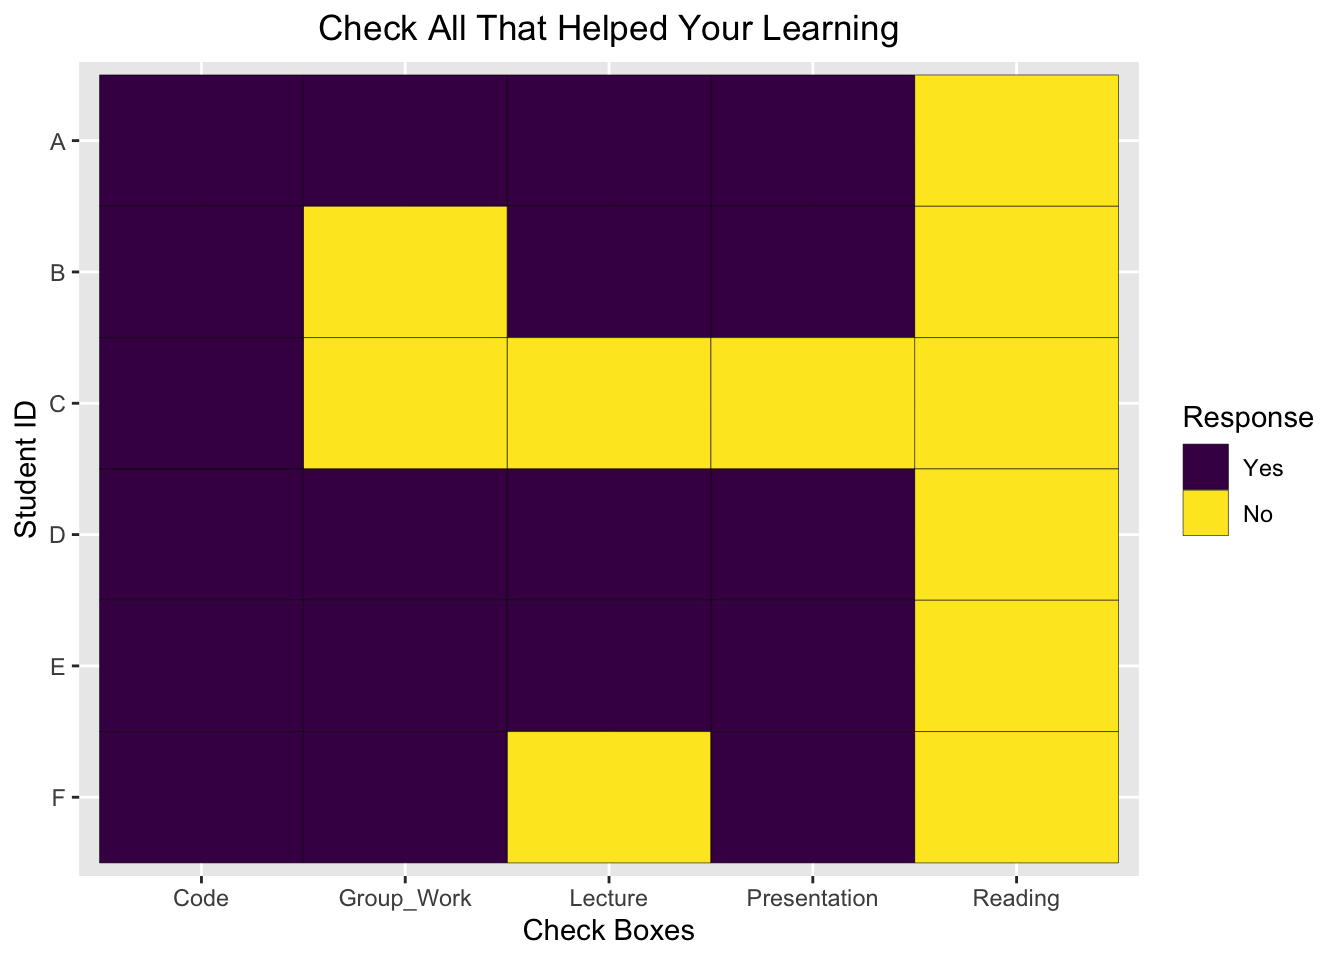 Check All That Helped Your Learning
A
B
C
D
E
F
Student ID
Code
Group_Work
Lecture
Presentation
Reading
Check Boxes
Response
Yes
No